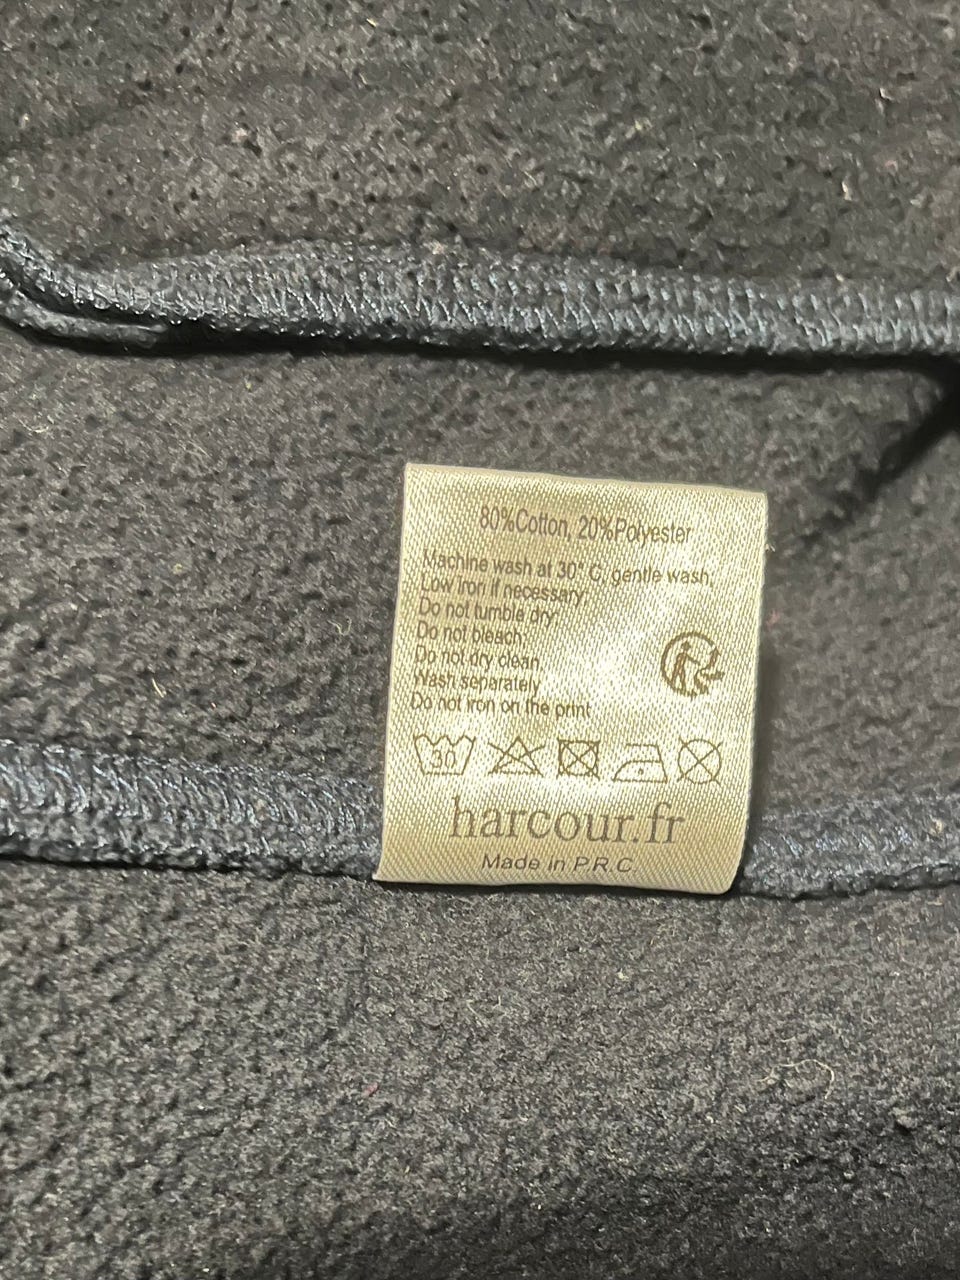 80%Cotton, 20%Polyester
Machine wash at 30° C, gentle wash.
Low iron if necessary;
Do not tumble dry;
Do not bleach;
Do not dry clean
Wash separately
Do not iron on the print
30
harcour.fr
Made in P.R.C.